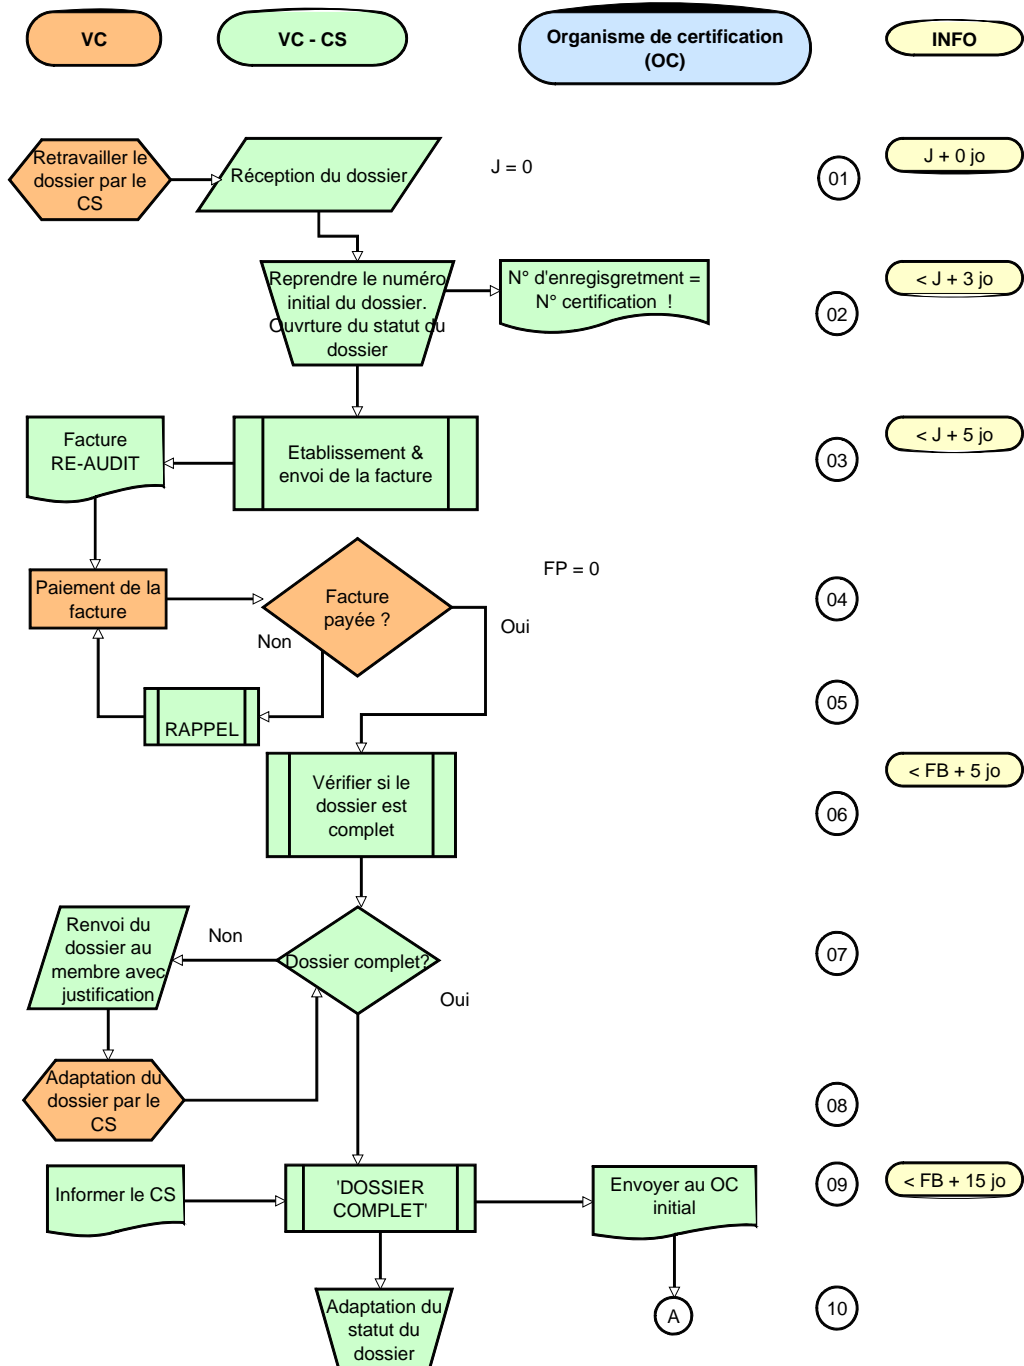 VC
VC - CS
Organisme de certification
(OC)
INFO
Retravailler le
dossier par le
CS
Réception du dossier
J = 0
01
J + 0 jo
Reprendre le numéro
initial du dossier.
Ouvrture du statut du
dossier
N° d'enregisgretment =
N° certification !
02
< J + 3 jo
Facture
RE-AUDIT
Etablissement &
envoi de la facture
03
< J + 5 jo
Paiement de la
facture
Facture
payée ?
FP = 0
04
Non
Oui
RAPPEL
05
Vérifier si le
dossier est
complet
06
< FB + 5 jo
Renvoi du
dossier au
membre avec
justification
Non
Dossier complet?
Oui
07
Adaptation du
dossier par le
CS
08
Informer le CS
'DOSSIER
COMPLET'
Envoyer au OC
initial
09
< FB + 15 jo
Adaptation du
statut du
dossier
A
10